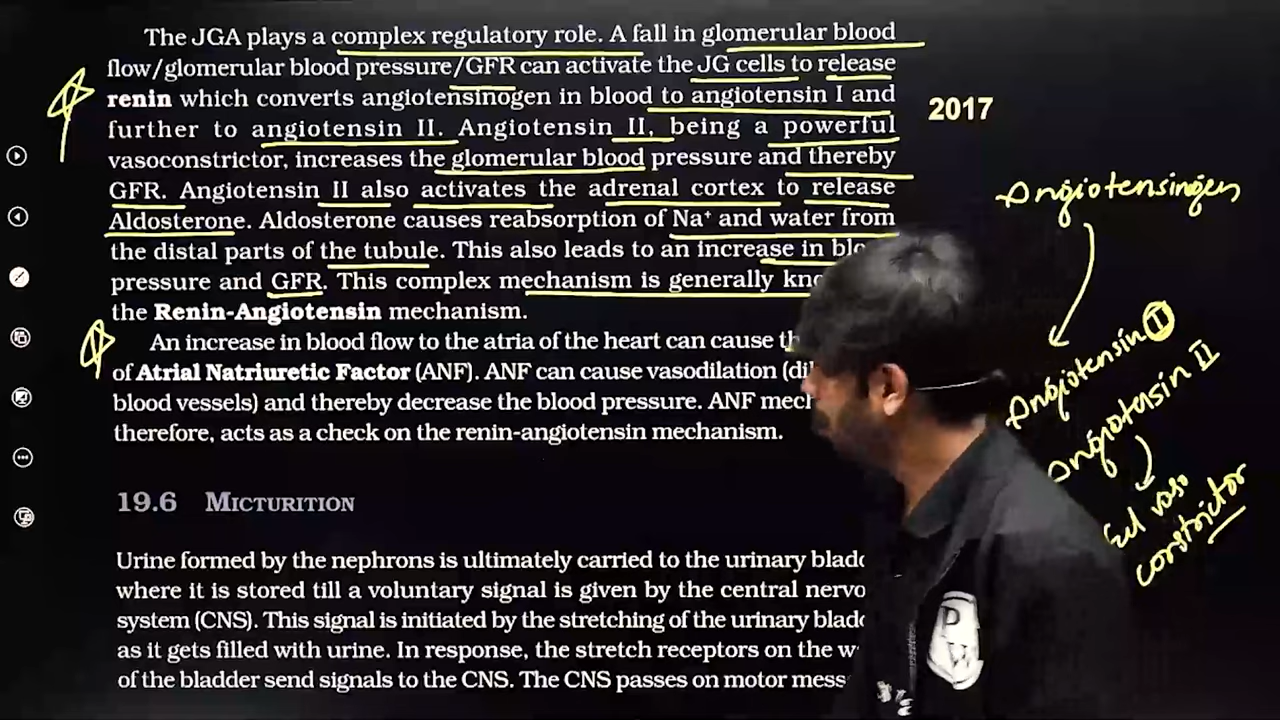 The JGA plays a complex regulatory role. A fall in glomerular blood
flow/glomerular blood pressure/GFR can activate the JG cells to release
renin which converts angiotensinogen in blood to angiotensin I and
further to angiotensin II. Angiotensin II, being a powerful
vasoconstrictor, increases the glomerular blood pressure and thereby
GFR. Angiotensin II also activates the adrenal cortex to release
Aldosterone. Aldosterone causes reabsorption of Na⁺ and water from
the distal parts of the tubule. This also leads to an increase in
pressure and GFR. This complex mechanism is generally
the Renin-Angiotensin mechanism.
An increase in blood flow to the atria of the heart can cause
of Atrial Natriuretic Factor (ANF). ANF can cause vasodilation
blood vessels) and thereby decrease the blood pressure. ANF
therefore, acts as a check on the renin-angiotensin mechanism.
19.6 MICTURITION
Urine formed by the nephrons is ultimately carried to the urinary
where it is stored till a voluntary signal is given by the central
system (CNS). This signal is initiated by the stretching of the urinary
as it gets filled with urine. In response, the stretch receptors on the
of the bladder send signals to the CNS. The CNS passes on motor
2017
Angiotensingen
Angiotensin I
Angiotensin II
vaso
constrictor
P
W